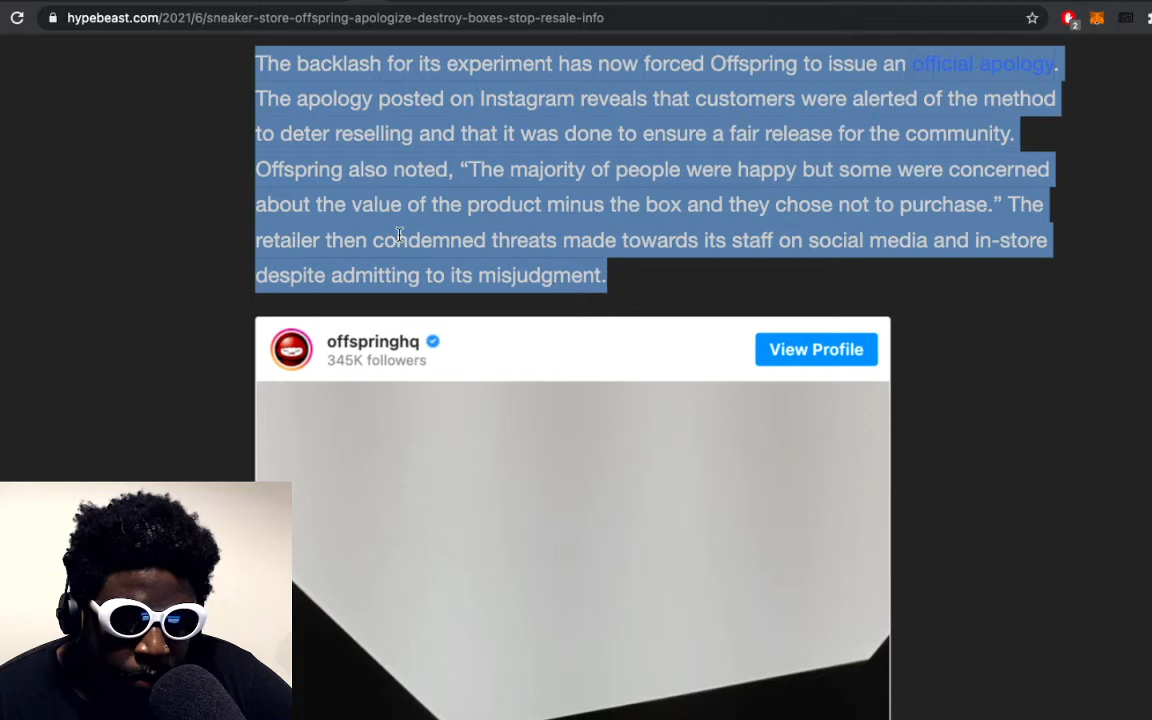 hypebeast.com/2021/6/sneaker-store-offspring-apologize-destroy-boxes-stop-resale-info
2
The backlash for its experiment has now forced Offspring to issue an official apology.
The apology posted on Instagram reveals that customers were alerted of the method
to deter reselling and that it was done to ensure a fair release for the community.
Offspring also noted, “The majority of people were happy but some were concerned
about the value of the product minus the box and they chose not to purchase.” The
retailer then condemned threats made towards its staff on social media and in-store
despite admitting to its misjudgment.
offspringhq
345K followers
View Profile